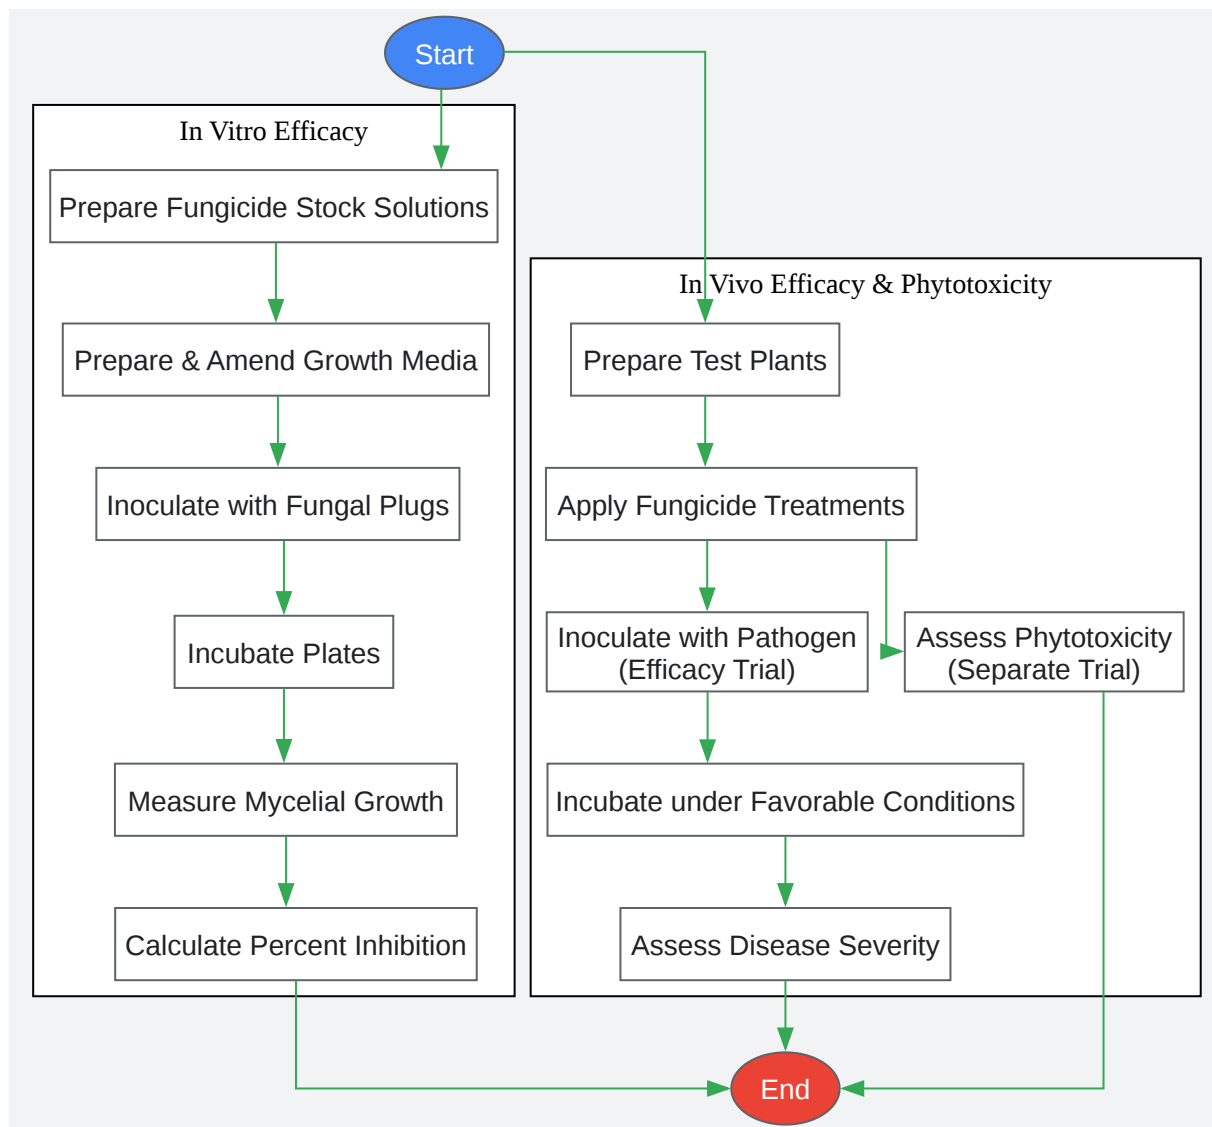 Start
In Vitro Efficacy
Prepare Fungicide Stock Solutions
Prepare & Amend Growth Media
Inoculate with Fungal Plugs
Incubate Plates
Measure Mycelial Growth
Calculate Percent Inhibition
In Vivo Efficacy & Phytotoxicity
Prepare Test Plants
Apply Fungicide Treatments
Inoculate with Pathogen
(Efficacy Trial)
Assess Phytotoxicity
(Separate Trial)
Incubate under Favorable Conditions
Assess Disease Severity
End